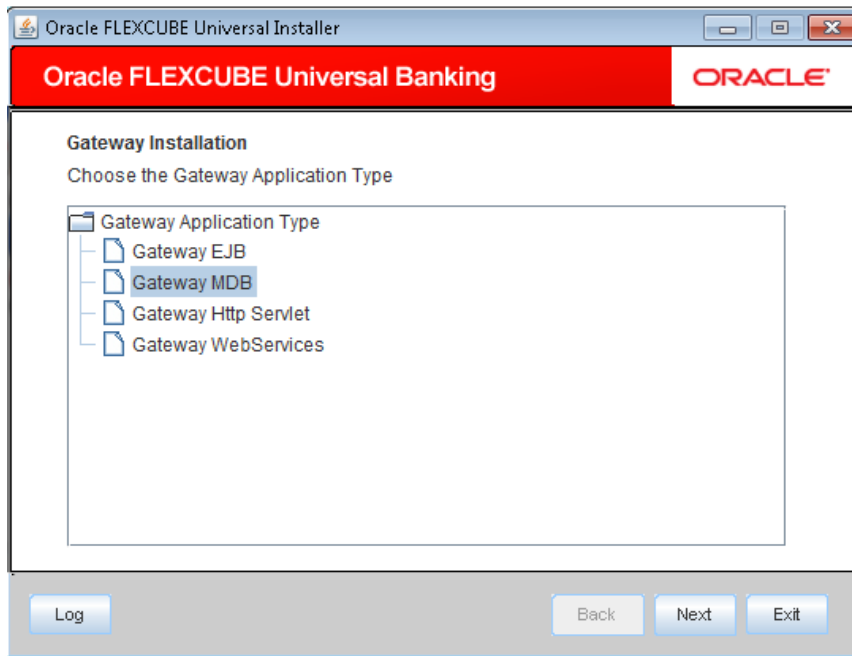 Oracle FLEXCUBE Universal Installer
Oracle FLEXCUBE Universal Banking
ORACLE
Gateway Installation
Choose the Gateway Application Type
Gateway Application Type
Gateway EJB
Gateway MDB
Gateway Http Servlet
Gateway WebServices
Log Back Next Exit